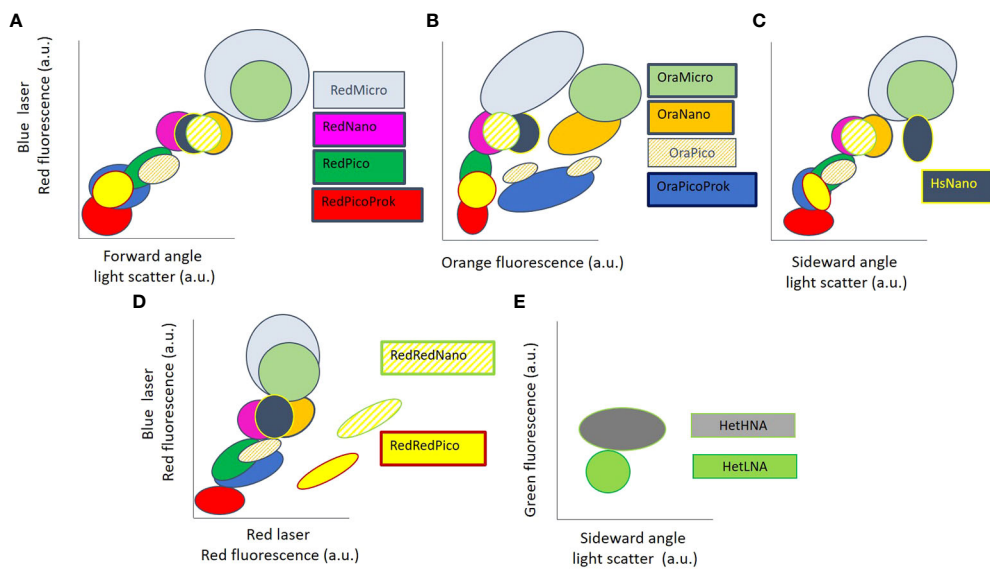 A
B
C
Blue laser
Red fluorescence (a.u.)
RedMicro
RedNano
RedPico
RedPicoProk
OraMicro
OraNano
OraPico
OraPicoProk
HsNano
Forward angle
light scatter (a.u.)
Orange fluorescence (a.u.)
Sideward angle
light scatter (a.u.)
D
E
Blue laser
Red fluorescence (a.u.)
RedRedNano
RedRedPico
Red laser
Red fluorescence (a.u.)
Green fluorescence (a.u.)
HetHNA
HetLNA
Sideward angle
light scatter (a.u.)